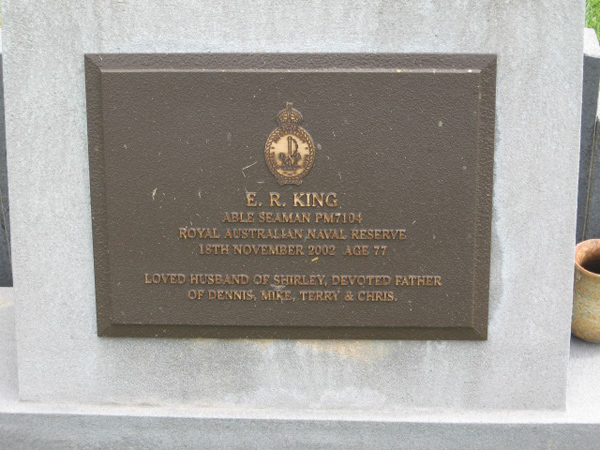 E. R. KING
ABLE SEAMAN PM7104
ROYAL AUSTRALIAN NAVAL RESERVE
18TH NOVEMBER 2002 AGE 77
LOVED HUSBAND OF SHIRLEY, DEVOTED FATHER
OF DENNIS, MIKE, TERRY & CHRIS.